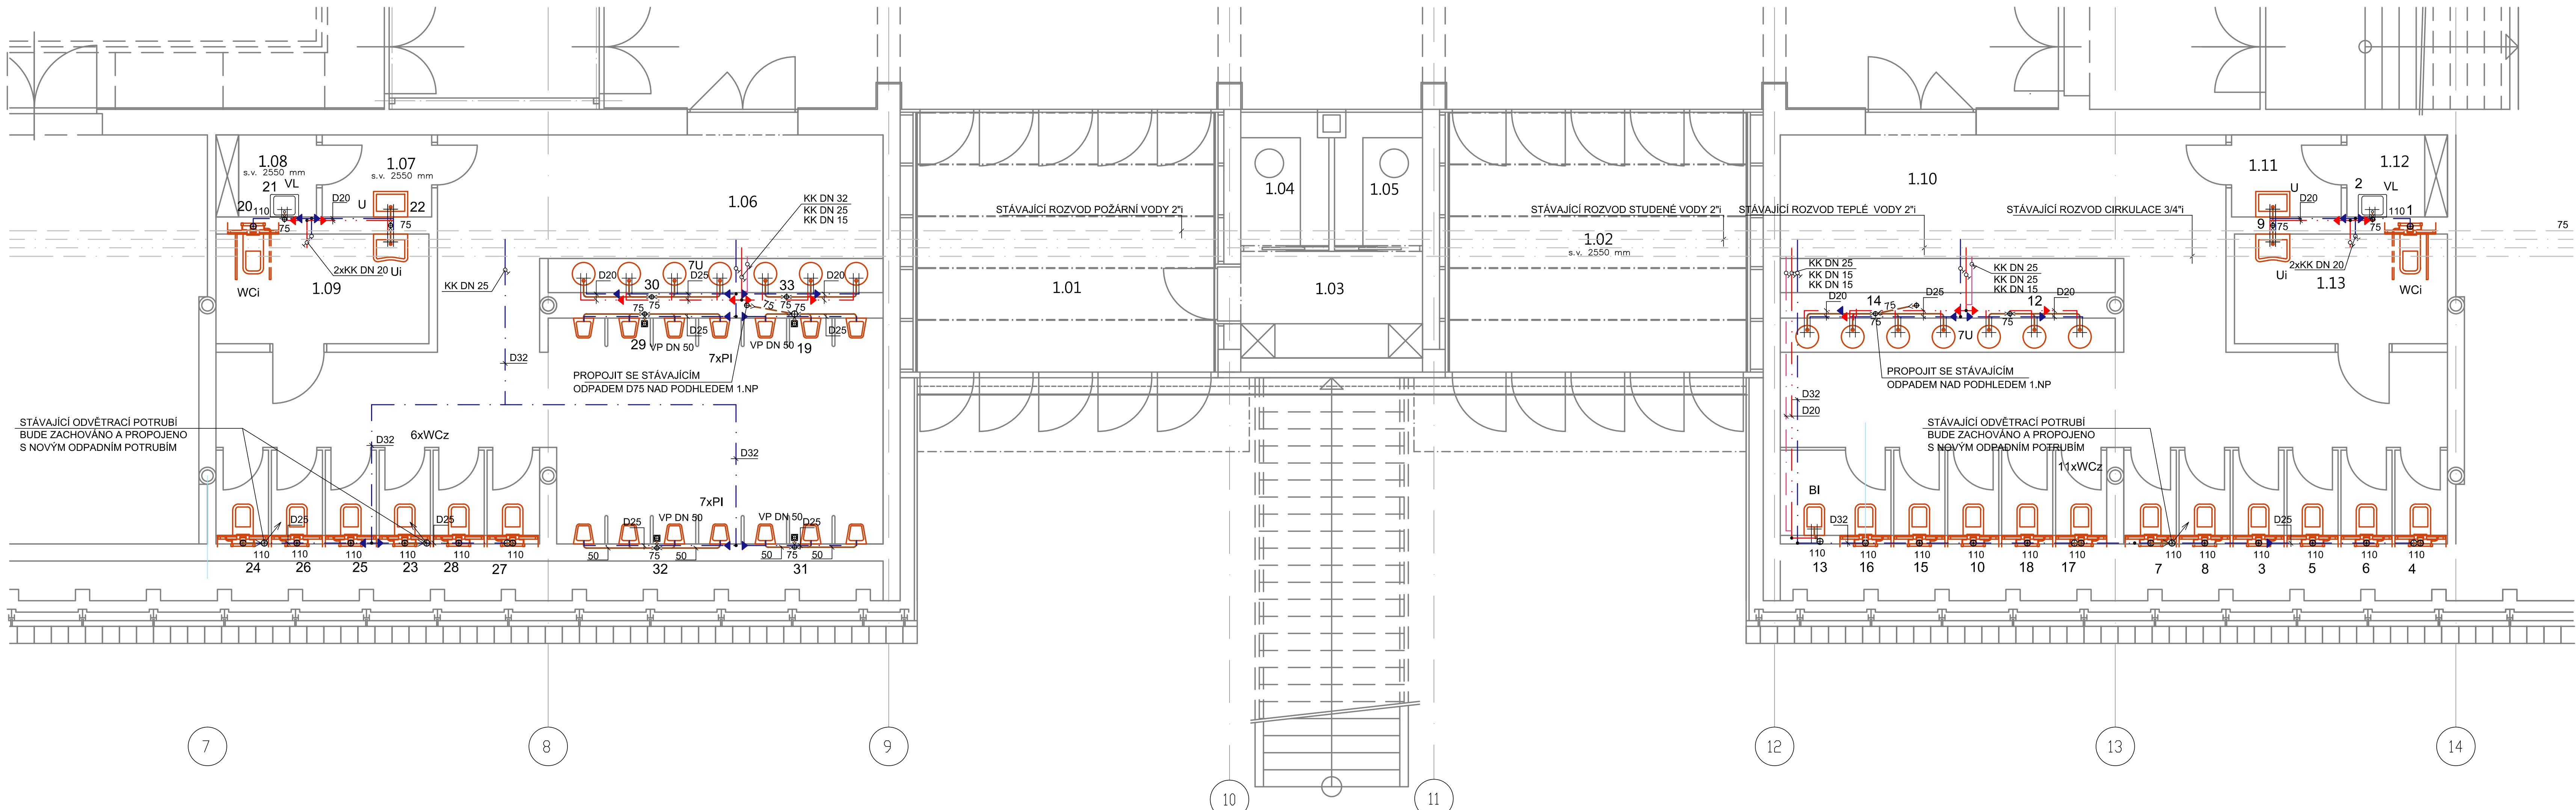 1.08
s.v. 2550 mm
21 VL
1.07
s.v. 2550 mm
20
110
75
D20
U
22
75
2xKK DN 20
Ui
WCi
1.09
1.06
KK DN 32
KK DN 25
KK DN 15
KK DN 25
D20
7U
D25
D20
30
33
75
75
75
75
75
D25
D25
29
VP DN 50
7xPI
VP DN 50
19
PROPOJIT SE STÁVAJÍCÍM
ODPADEM D75 NAD PODHLEDEM 1.NP
D32
STÁVAJÍCÍ ODVĚTRACÍ POTRUBÍ
BUDE ZACHOVÁNO A PROPOJENO
S NOVÝM ODPADNÍM POTRUBÍM
D32
6xWCz
D32
7xPI
D25
VP DN 50
VP DN 50
D25
D25
D25
110
110
110
110
110
110
24
26
25
23
28
27
50
75
50
50
75
50
32
31
STÁVAJÍCÍ ROZVOD POŽÁRNÍ VODY 2"i
1.01
1.04
1.05
1.03
STÁVAJÍCÍ ROZVOD STUDENÉ VODY 2"i
1.02
s.v. 2550 mm
STÁVAJÍCÍ ROZVOD TEPLÉ VODY 2"i
1.10
STÁVAJÍCÍ ROZVOD CIRKULACE 3/4"i
1.11
1.12
U
2
VL
D20
110
1
9
75
75
2xKK DN 20
Ui
1.13
WCi
75
KK DN 25
KK DN 15
KK DN 15
KK DN 25
KK DN 25
KK DN 15
D20
14
75
D25
12
D20
75
75
7U
PROPOJIT SE STÁVAJÍCÍM
ODPADEM NAD PODHLEDEM 1.NP
D32
D20
STÁVAJÍCÍ ODVĚTRACÍ POTRUBÍ
BUDE ZACHOVÁNO A PROPOJENO
S NOVÝM ODPADNÍM POTRUBÍM
11xWCz
BI
D32
D25
110
110
110
110
110
110
110
110
110
110
110
110
13
16
15
10
18
17
7
8
3
5
6
4
7
8
9
10
11
12
13
14